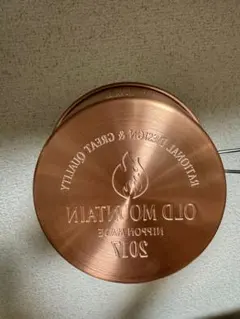 RATIONAL DESIGN & GREAT QUALITY
OLD MOUNTAIN
NIPPON MADE
2017